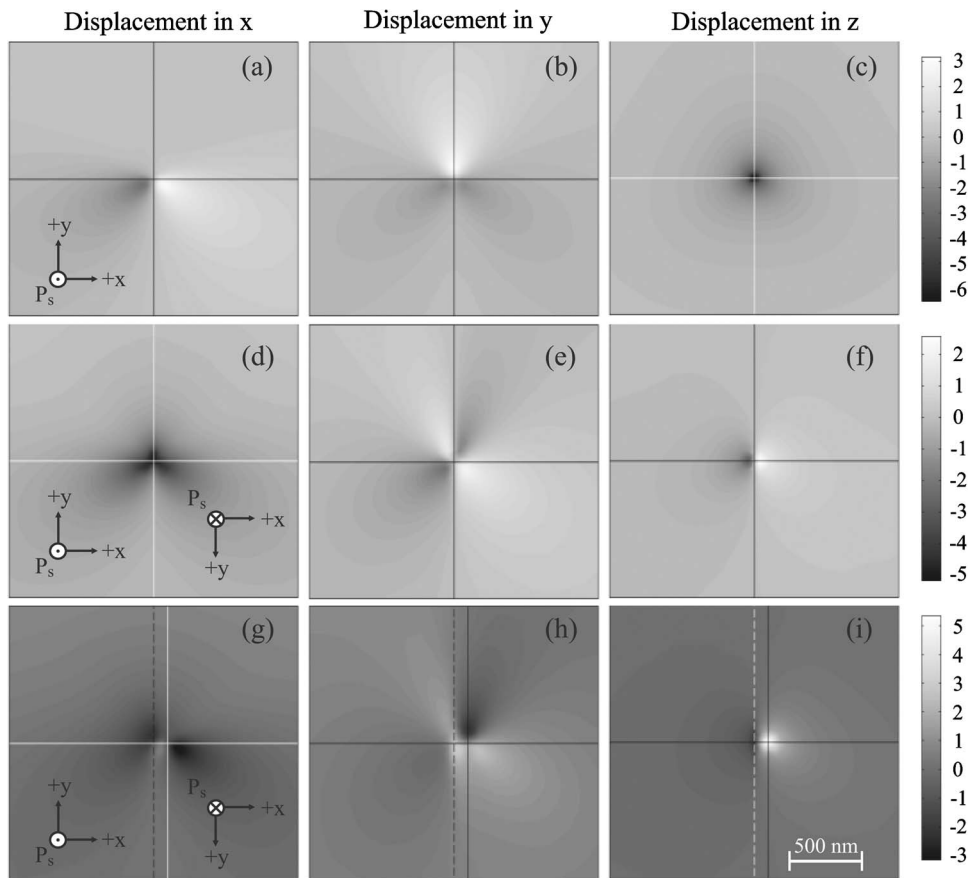 Displacement in x Displacement in y Displacement in z
(a) (b) (c)
+y
+x
Pₛ
3
2
1
0
-1
-2
-3
-4
-5
-6
(d) (e) (f)
+y
+x
Pₛ
Pₛ
+x
+y
2
1
0
-1
-2
-3
-4
-5
(g) (h) (i)
+y
+x
Pₛ
Pₛ
+x
+y
500 nm
5
4
3
2
1
0
-1
-2
-3